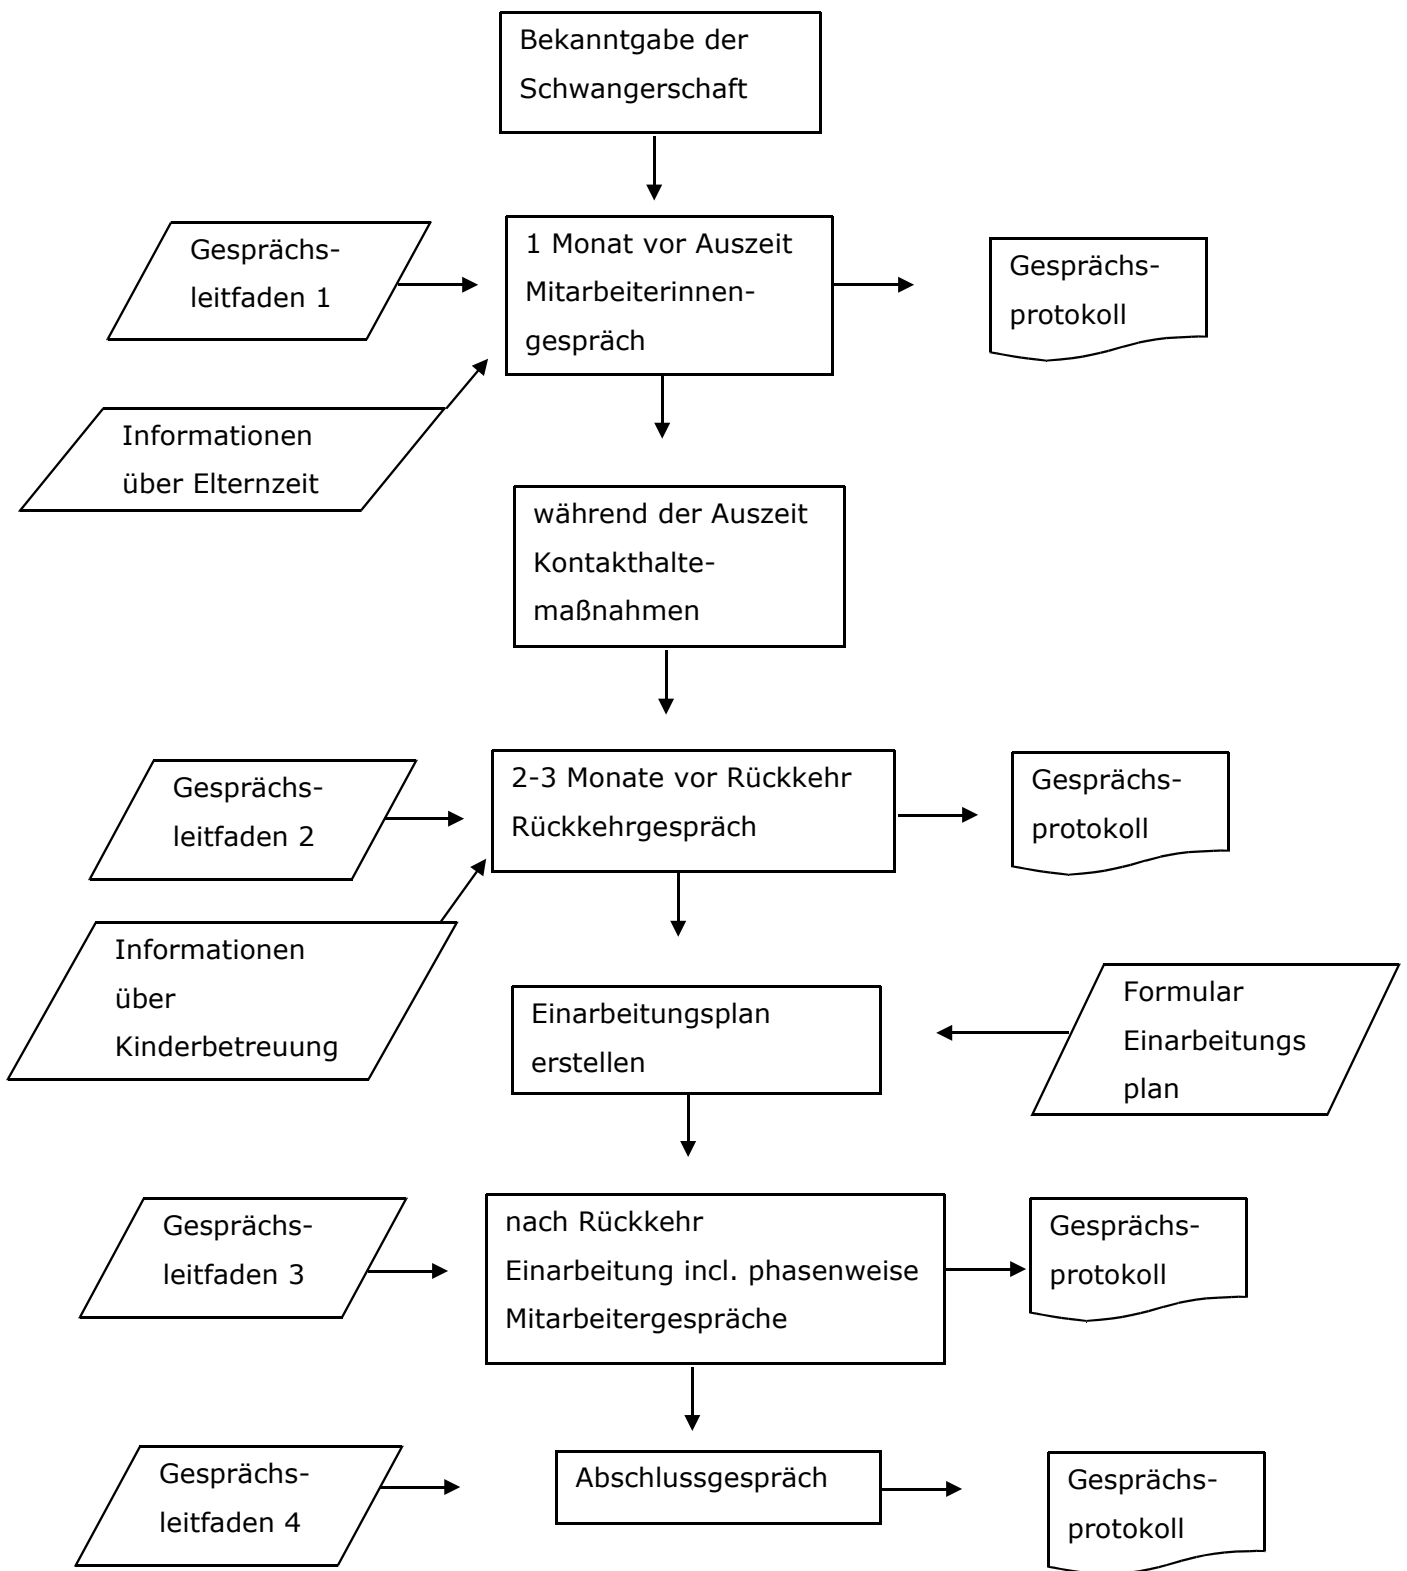 Bekanntgabe der
Schwangerschaft
Gesprächs-
leitfaden 1
1 Monat vor Auszeit
Mitarbeiterinnen-
gespräch
Gesprächs-
protokoll
Informationen
über Elternzeit
während der Auszeit
Kontakthalte-
maßnahmen
Gesprächs-
leitfaden 2
2-3 Monate vor Rückkehr
Rückkehrgespräch
Gesprächs-
protokoll
Informationen
über
Kinderbetreuung
Einarbeitungsplan
erstellen
Formular
Einarbeitungs
plan
Gesprächs-
leitfaden 3
nach Rückkehr
Einarbeitung incl. phasenweise
Mitarbeitergespräche
Gesprächs-
protokoll
Gesprächs-
leitfaden 4
Abschlussgespräch
Gesprächs-
protokoll